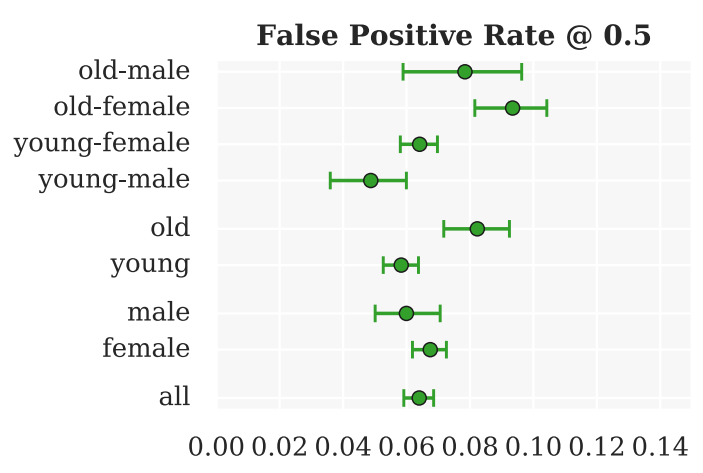 False Positive Rate @ 0.5
old-male
old-female
young-female
young-male
old
young
male
female
all
0.00 0.02 0.04 0.06 0.08 0.10 0.12 0.14